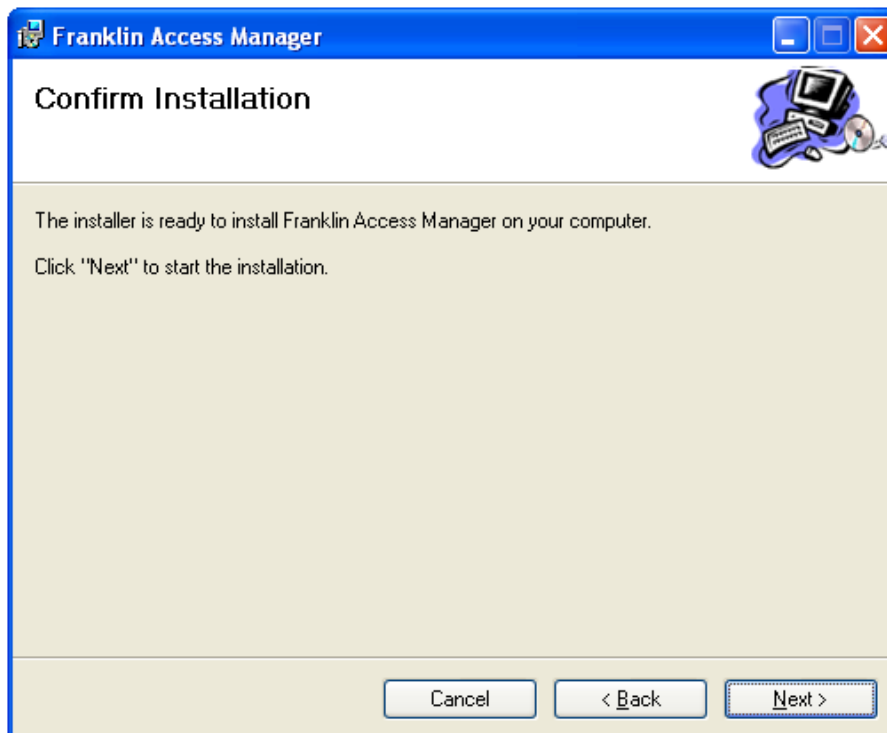 Franklin Access Manager
Confirm Installation
The installer is ready to install Franklin Access Manager on your computer.
Click "Next" to start the installation.
Cancel
< Back
Next >